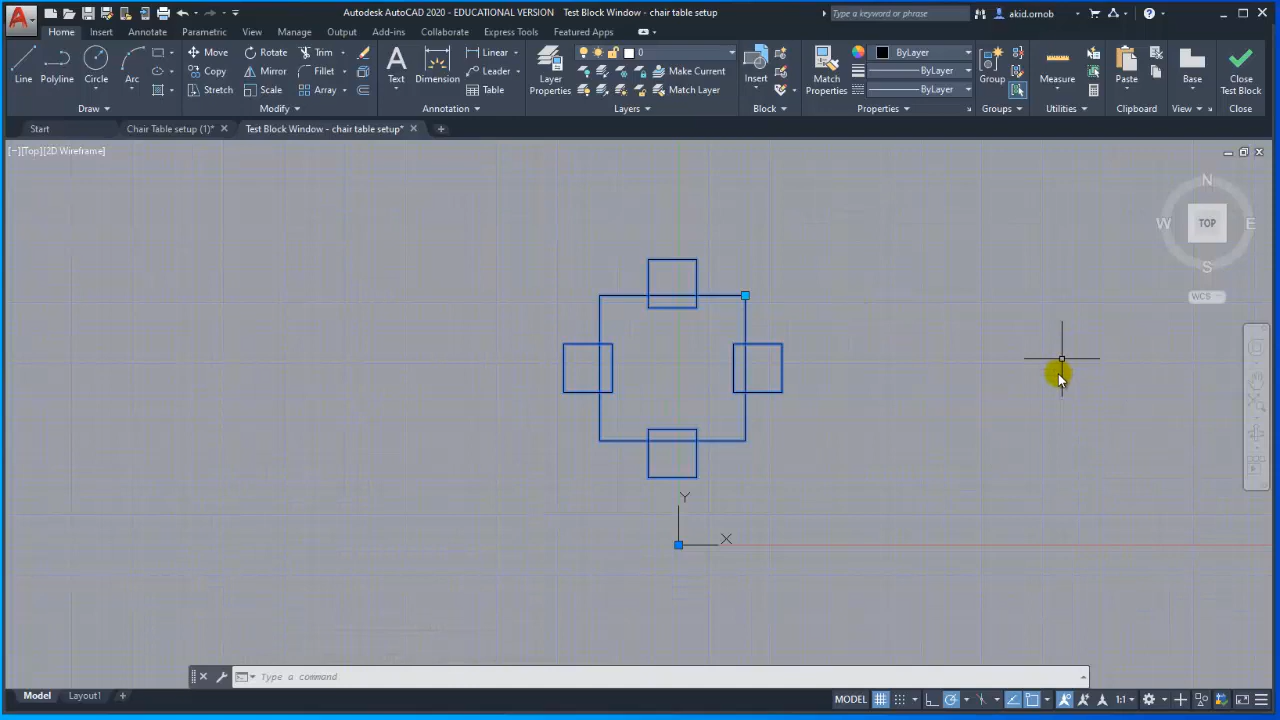 Autodesk AutoCAD 2020 - EDUCATIONAL VERSION Test Block Window - chair table setup
Type a keyword or phrase
akid.ornob
Home Insert Annotate Parametric View Manage Output Add-ins Collaborate Express Tools Featured Apps
Move Rotate Trim Linear 0 ByLayer
Copy Mirror Fillet Leader Make Current ByLayer
Line Polyline Circle Arc Text Dimension Layer Properties Insert Match Properties Group Measure Paste Base Close Test Block
Stretch Scale Array Table Match Layer ByLayer
Draw Modify Annotation Layers Block Properties Groups Utilities Clipboard View Close
Start Chair Table setup (1)* Test Block Window - chair table setup*
[−][Top][2D Wireframe]
N
W TOP E
S
WCS
Y
X
Type a command
Model Layout1
MODEL 1:1